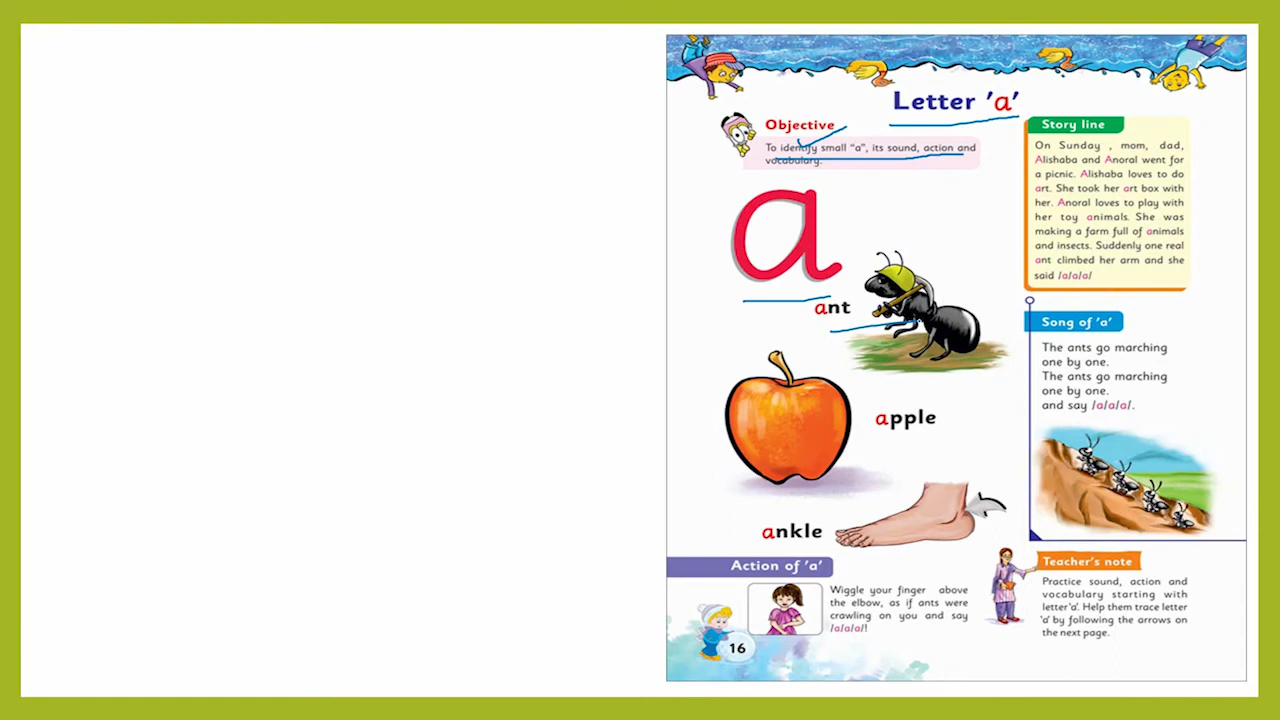 Letter 'a'
Objective
To identify small “a”, its sound, action and
vocabulary.
a
ant
apple
ankle
Story line
On Sunday , mom, dad,
Alishaba and Anoral went for
a picnic. Alishaba loves to do
art. She took her art box with
her. Anoral loves to play with
her toy animals. She was
making a farm full of animals
and insects. Suddenly one real
ant climbed her arm and she
said /a/a/a/
Song of 'a'
The ants go marching
one by one.
The ants go marching
one by one.
and say /a/a/a/.
Action of 'a'
Wiggle your finger above
the elbow, as if ants were
crawling on you and say
/a/a/a/!
Teacher's note
Practice sound, action and
vocabulary starting with
letter 'a'. Help them trace letter
'a' by following the arrows on
the next page.
16